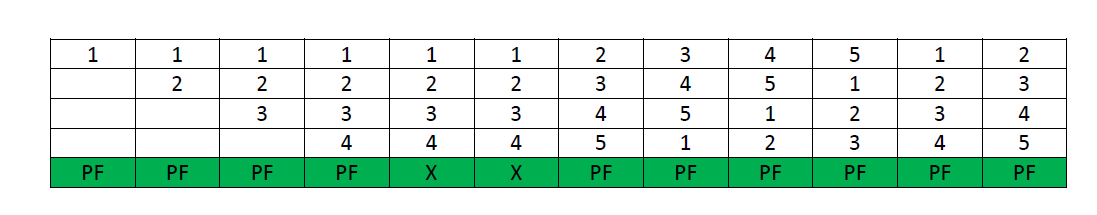 1 1 1 1 1 1 2 3 4 5 1 2
2 2 2 2 2 3 4 5 1 2 3
3 3 3 3 4 5 1 2 3 4
4 4 4 5 1 2 3 4 5
PF PF PF PF X X PF PF PF PF PF PF